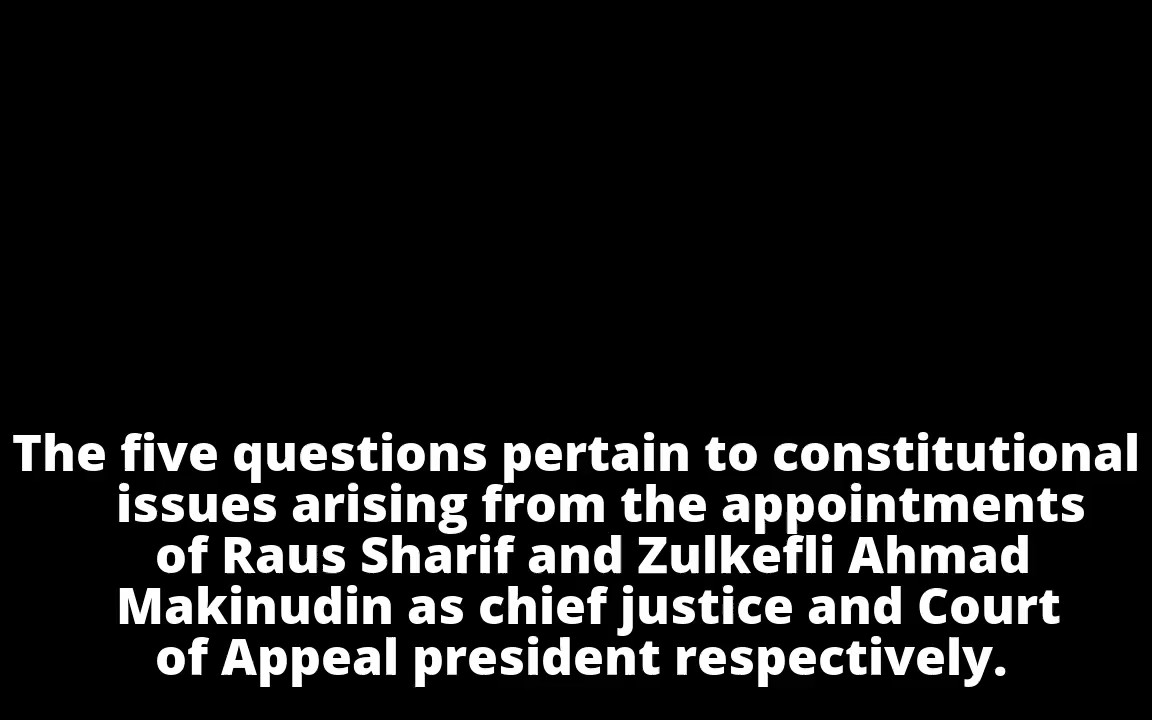 The five questions pertain to constitutional
issues arising from the appointments
of Raus Sharif and Zulkefli Ahmad
Makinudin as chief justice and Court
of Appeal president respectively.